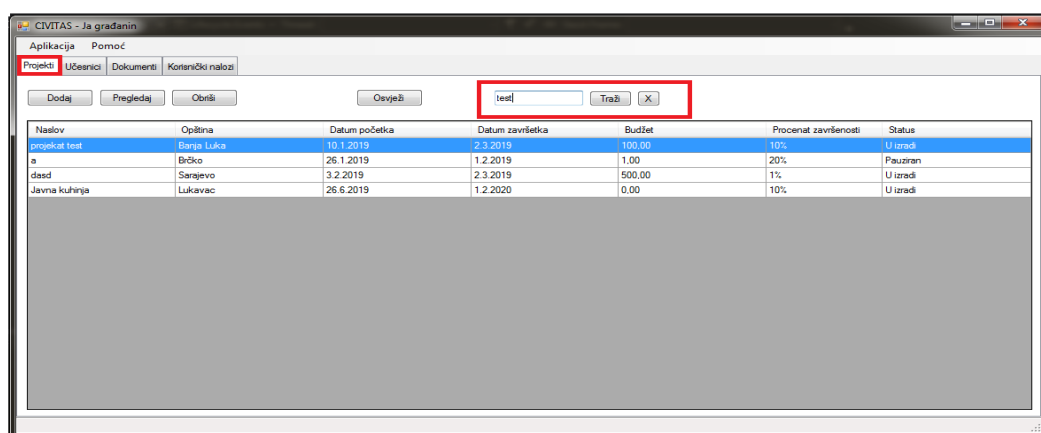 CIVITAS - Ja građanin
Aplikacija Pomoć
Projekti Učesnici Dokumenti Korisnički nalozi
Dodaj Pregledaj Obriši Osvježi test Traži X
Naslov Opština Datum početka Datum završetka Budžet Procenat završenosti Status
projekat test Banja Luka 10.1.2019 2.3.2019 100,00 10% U izradi
a Brčko 26.1.2019 1.2.2019 1,00 20% Pauziran
dasd Sarajevo 3.2.2019 2.3.2019 500,00 1% U izradi
Javna kuhinja Lukavac 26.6.2019 1.2.2020 0,00 10% U izradi